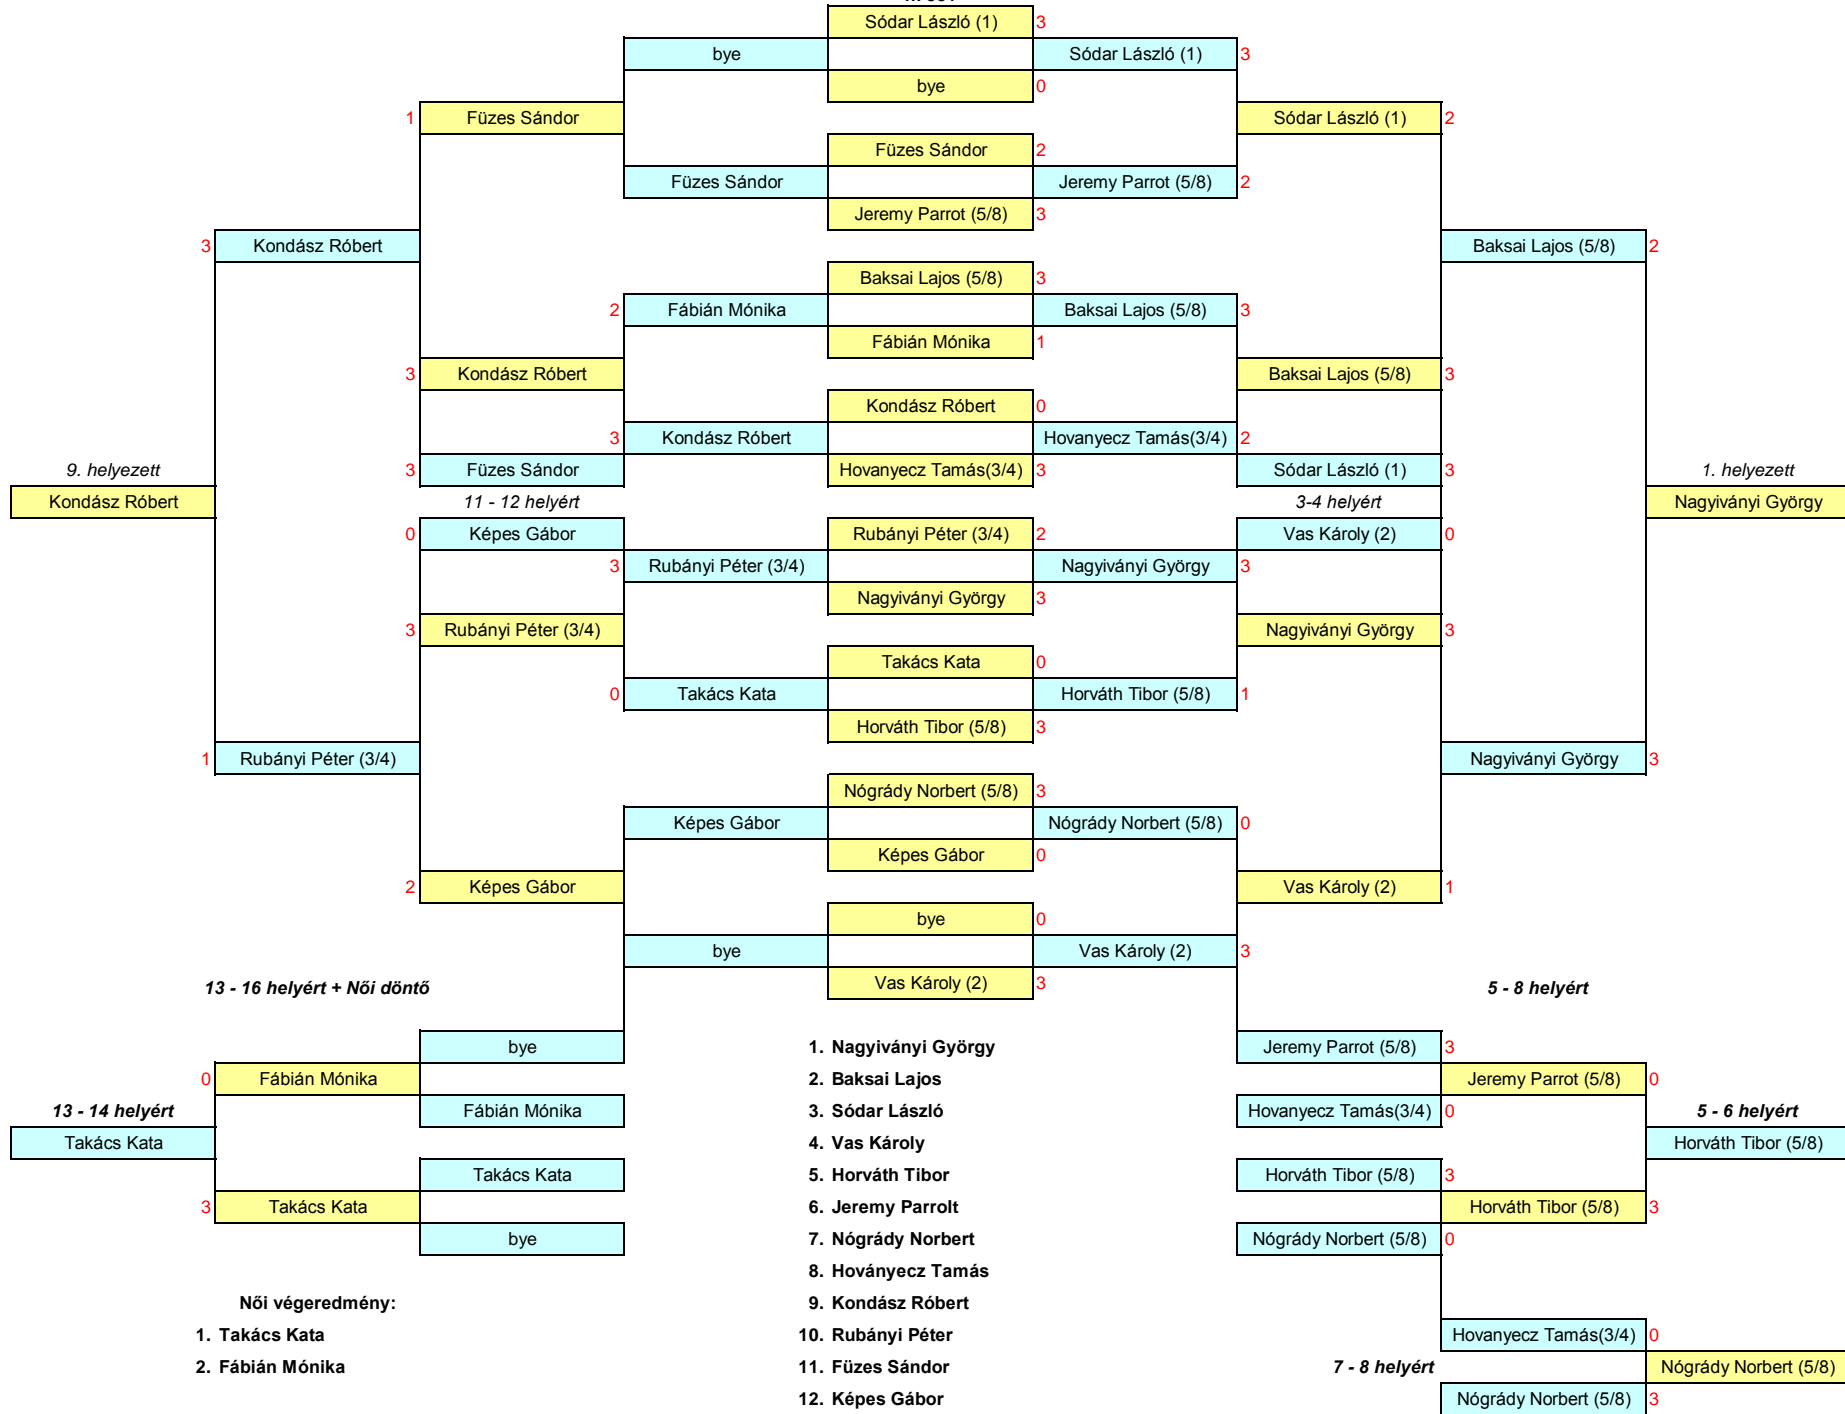 Sódar László (1) 3
bye Sódar László (1) 3
bye 0
1 Füzes Sándor Sódar László (1) 2
Füzes Sándor 2
Füzes Sándor Jeremy Parrot (5/8) 2
Jeremy Parrot (5/8) 3
3 Kondász Róbert Baksai Lajos (5/8) 2
Baksai Lajos (5/8) 3
2 Fábián Mónika Baksai Lajos (5/8) 3
Fábián Mónika 1
3 Kondász Róbert Baksai Lajos (5/8) 3
Kondász Róbert 0
3 Kondász Róbert Hovanyecz Tamás(3/4) 2
9. helyezett 3 Füzes Sándor Hovanyecz Tamás(3/4) 3 Sódar László (1) 3 1. helyezett
Kondász Róbert 11 - 12 helyért 3-4 helyért Nagyiványi György
0 Képes Gábor Rubányi Péter (3/4) 2 Vas Károly (2) 0
3 Rubányi Péter (3/4) Nagyiványi György 3
Nagyiványi György 3
3 Rubányi Péter (3/4) Nagyiványi György 3
Takács Kata 0
0 Takács Kata Horváth Tibor (5/8) 1
Horváth Tibor (5/8) 3
1 Rubányi Péter (3/4) Nagyiványi György 3
Nógrády Norbert (5/8) 3
Képes Gábor Nógrády Norbert (5/8) 0
Képes Gábor 0
2 Képes Gábor Vas Károly (2) 1
bye 0
bye Vas Károly (2) 3
13 - 16 helyért + Női döntő Vas Károly (2) 3 5 - 8 helyért
bye 1. Nagyiványi György Jeremy Parrot (5/8) 3
0 Fábián Mónika 2. Baksai Lajos Jeremy Parrot (5/8) 0
13 - 14 helyért Fábián Mónika 3. Sódar László Hovanyecz Tamás(3/4) 0 5 - 6 helyért
Takács Kata 4. Vas Károly Horváth Tibor (5/8)
Takács Kata 5. Horváth Tibor Horváth Tibor (5/8) 3
3 Takács Kata 6. Jeremy Parrolt Horváth Tibor (5/8) 3
bye 7. Nógrády Norbert Nógrády Norbert (5/8) 0
8. Hoványecz Tamás
Női végeredmény: 9. Kondász Róbert
1. Takács Kata 10. Rubányi Péter Hovanyecz Tamás(3/4) 0
2. Fábián Mónika 11. Füzes Sándor 7 - 8 helyért Nógrády Norbert (5/8)
12. Képes Gábor Nógrády Norbert (5/8) 3